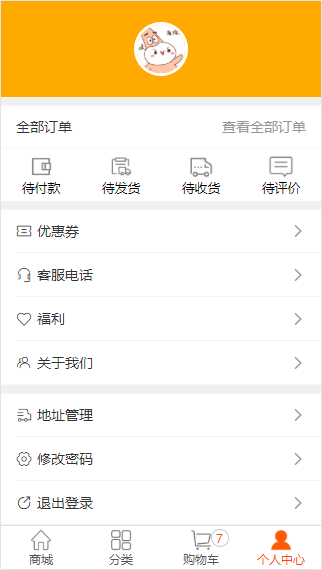 全部订单 查看全部订单
待付款 待发货 待收货 待评价
优惠券
客服电话
福利
关于我们
地址管理
修改密码
退出登录
7
商城 分类 购物车 个人中心